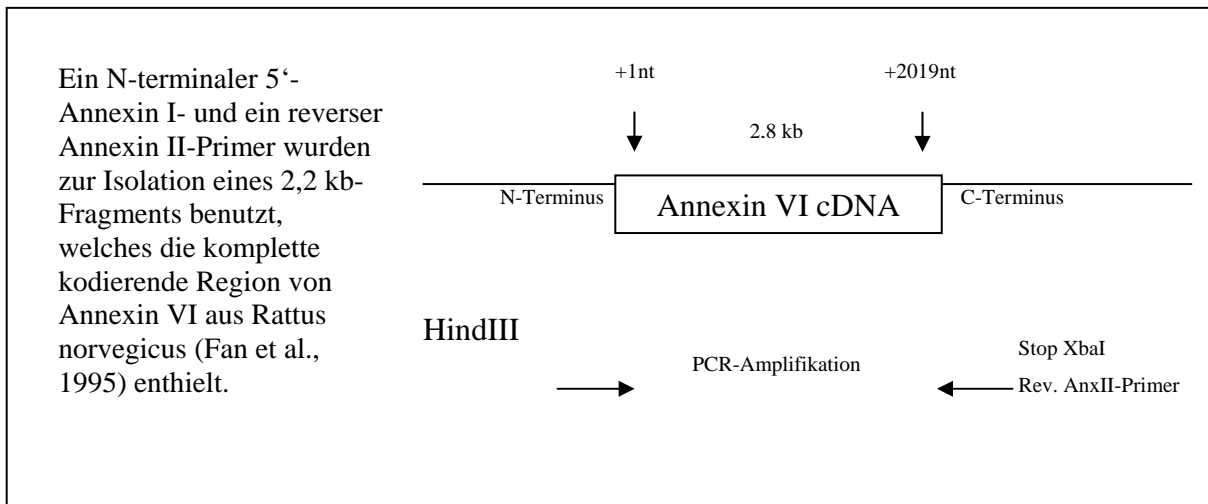 Ein N-terminaler 5‘-
Annexin I- und ein reverser
Annexin II-Primer wurden
zur Isolation eines 2,2 kb-
Fragments benutzt,
welches die komplette
kodierende Region von
Annexin VI aus Rattus
norvegicus (Fan et al.,
1995) enthielt.
+1nt
+2019nt
2.8 kb
N-Terminus
Annexin VI cDNA
C-Terminus
HindIII
PCR-Amplifikation
Stop XbaI
Rev. AnxII-Primer